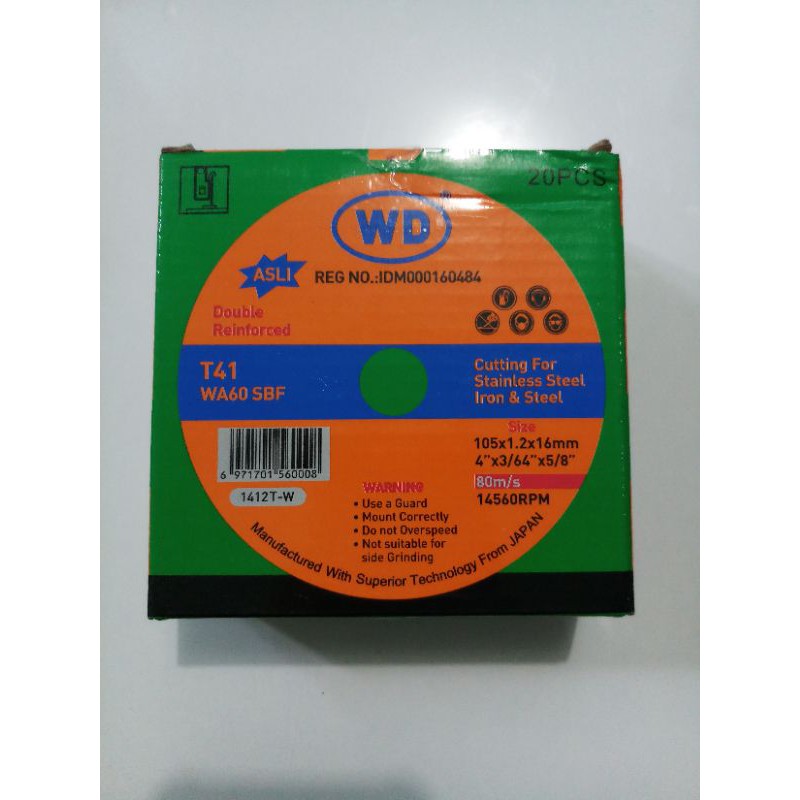 20PCS
WD®
ASLI
REG NO.:IDM000160484
Double
Reinforced
T41
WA60 SBF
Cutting For
Stainless Steel
Iron & Steel
Size
105x1.2x16mm
4"x3/64"x5/8"
80m/s
14560RPM
6 971701 560008
1412T-W
WARNING
• Use a Guard
• Mount Correctly
• Do not Overspeed
• Not suitable for
side Grinding
Manufactured With Superior Technology From JAPAN